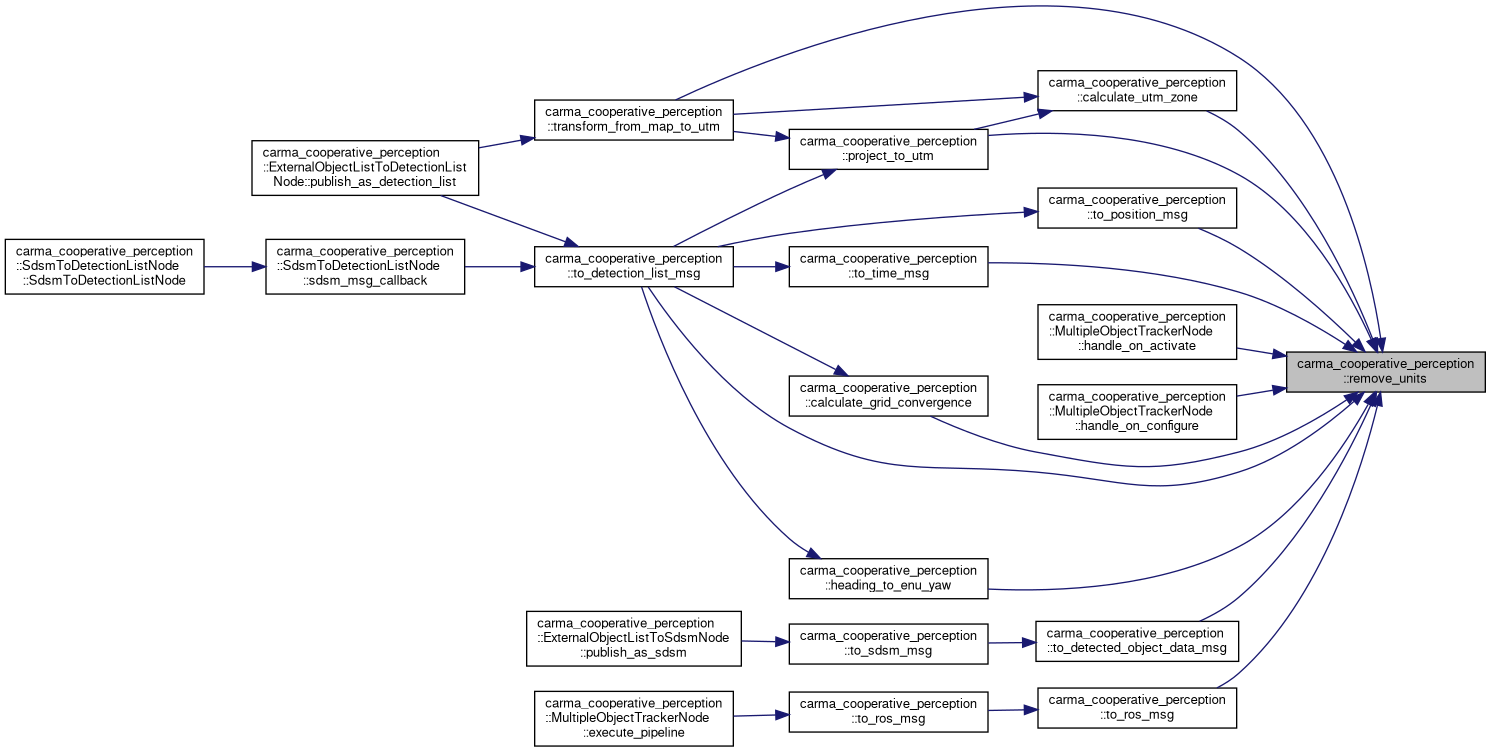 carma_cooperative_perception
::calculate_utm_zone
carma_cooperative_perception
::transform_from_map_to_utm
carma_cooperative_perception
::project_to_utm
carma_cooperative_perception
::ExternalObjectListToDetectionList
Node::publish_as_detection_list
carma_cooperative_perception
::to_position_msg
carma_cooperative_perception
::SdsmToDetectionListNode
::SdsmToDetectionListNode
carma_cooperative_perception
::SdsmToDetectionListNode
::sdsm_msg_callback
carma_cooperative_perception
::to_detection_list_msg
carma_cooperative_perception
::to_time_msg
carma_cooperative_perception
::MultipleObjectTrackerNode
::handle_on_activate
carma_cooperative_perception
::remove_units
carma_cooperative_perception
::calculate_grid_convergence
carma_cooperative_perception
::MultipleObjectTrackerNode
::handle_on_configure
carma_cooperative_perception
::heading_to_enu_yaw
carma_cooperative_perception
::ExternalObjectListToSdsmNode
::publish_as_sdsm
carma_cooperative_perception
::to_sdsm_msg
carma_cooperative_perception
::to_detected_object_data_msg
carma_cooperative_perception
::MultipleObjectTrackerNode
::execute_pipeline
carma_cooperative_perception
::to_ros_msg
carma_cooperative_perception
::to_ros_msg